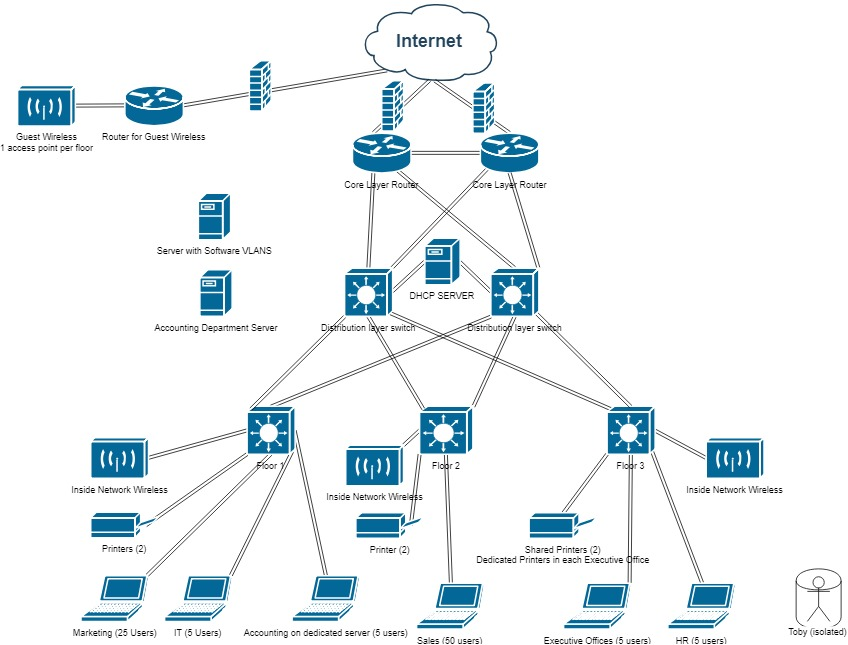 Internet
Guest Wireless
1 access point per floor
Router for Guest Wireless
Core Layer Router
Core Layer Router
Server with Software VLANS
DHCP SERVER
Accounting Department Server
Distribution layer switch
Distribution layer switch
Floor 1
Floor 2
Floor 3
Inside Network Wireless
Inside Network Wireless
Inside Network Wireless
Printers (2)
Printer (2)
Shared Printers (2)
Dedicated Printers in each Executive Office
Marketing (25 Users)
IT (5 Users)
Accounting on dedicated server (5 users)
Sales (50 users)
Executive Offices (5 users)
HR (5 users)
Toby (isolated)